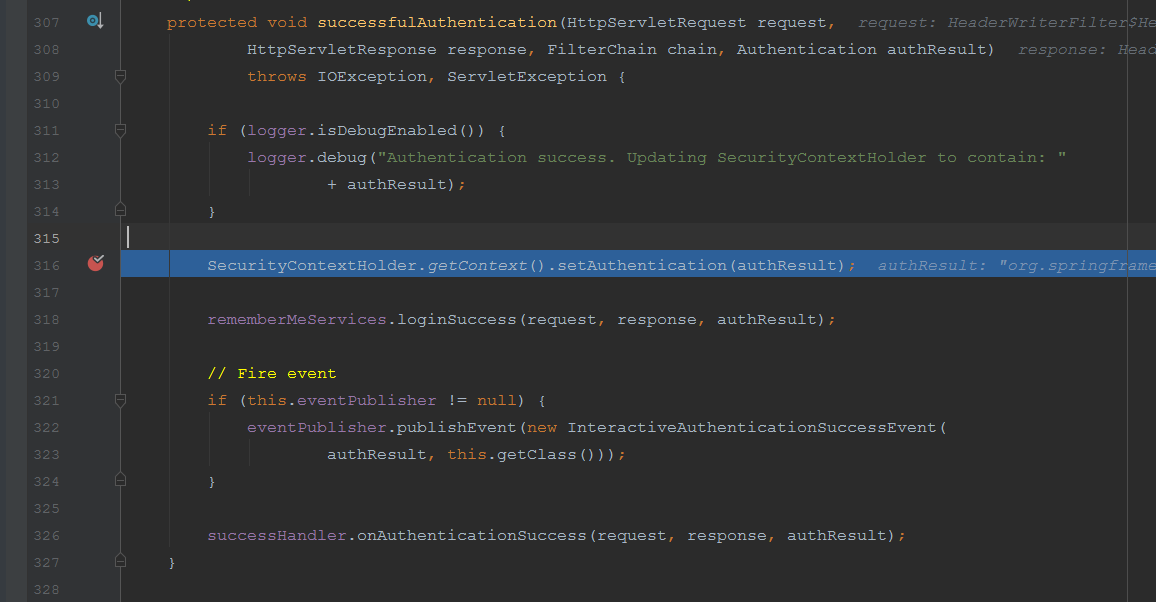 307 protected void successfulAuthentication(HttpServletRequest request, request: HeaderWriterFilter$He
308 HttpServletResponse response, FilterChain chain, Authentication authResult) response: Head
309 throws IOException, ServletException {
310
311 if (logger.isDebugEnabled()) {
312 logger.debug("Authentication success. Updating SecurityContextHolder to contain: "
313 + authResult);
314 }
315
316 SecurityContextHolder.getContext().setAuthentication(authResult); authResult: "org.springframe
317
318 rememberMeServices.loginSuccess(request, response, authResult);
319
320 // Fire event
321 if (this.eventPublisher != null) {
322 eventPublisher.publishEvent(new InteractiveAuthenticationSuccessEvent(
323 authResult, this.getClass()));
324 }
325
326 successHandler.onAuthenticationSuccess(request, response, authResult);
327 }
328